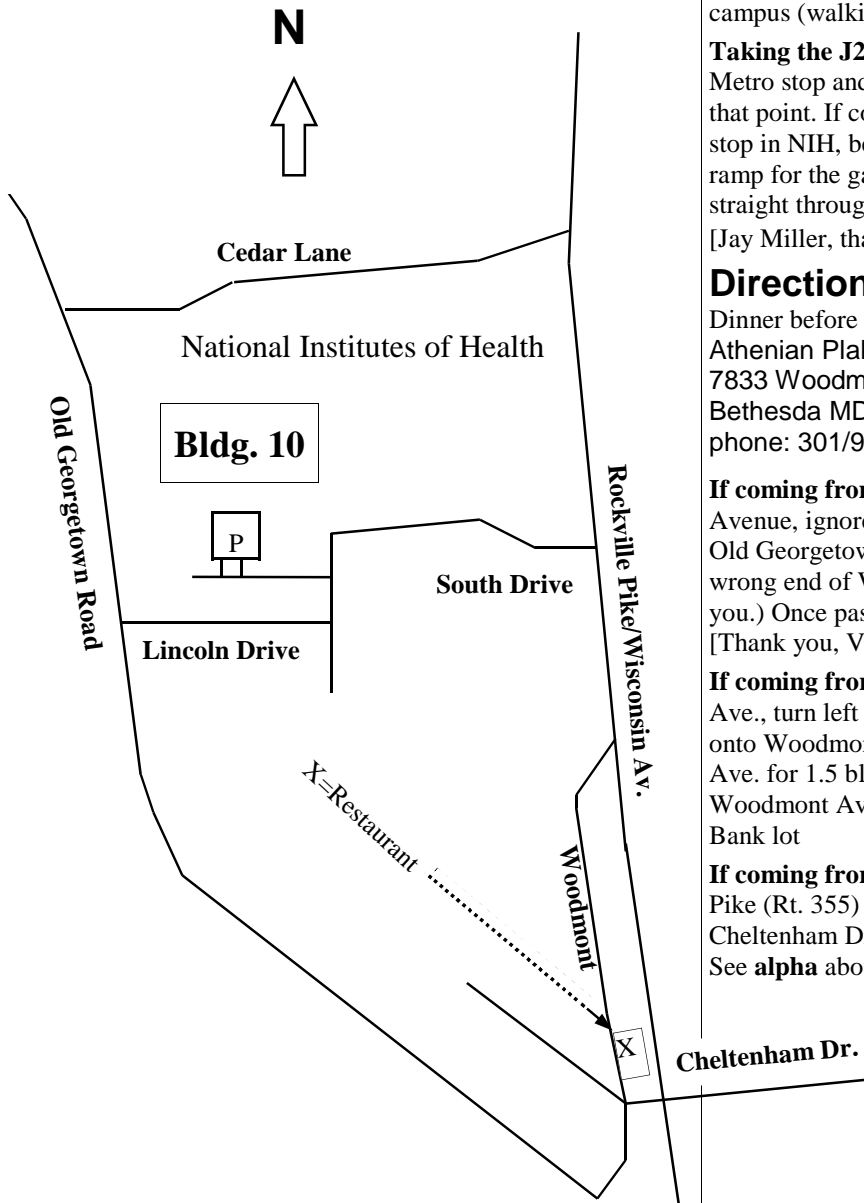 N
Cedar Lane
National Institutes of Health
Old Georgetown Road
Bldg. 10
P
South Drive
Lincoln Drive
Rockville Pike/Wisconsin Av.
X=Restaurant
Woodmont
X
Cheltenham Dr.
campus (walki
Taking the J2
Metro stop and
that point. If co
stop in NIH, be
ramp for the ga
straight throug
[Jay Miller, tha
Direction
Dinner before
Athenian Plak
7833 Woodm
Bethesda MD
phone: 301/9
If coming from
Avenue, ignore
Old Georgetow
wrong end of W
you.) Once pas
[Thank you, V
If coming from
Ave., turn left
onto Woodmon
Ave. for 1.5 bl
Woodmont Av
Bank lot
If coming from
Pike (Rt. 355)
Cheltenham D
See alpha abo